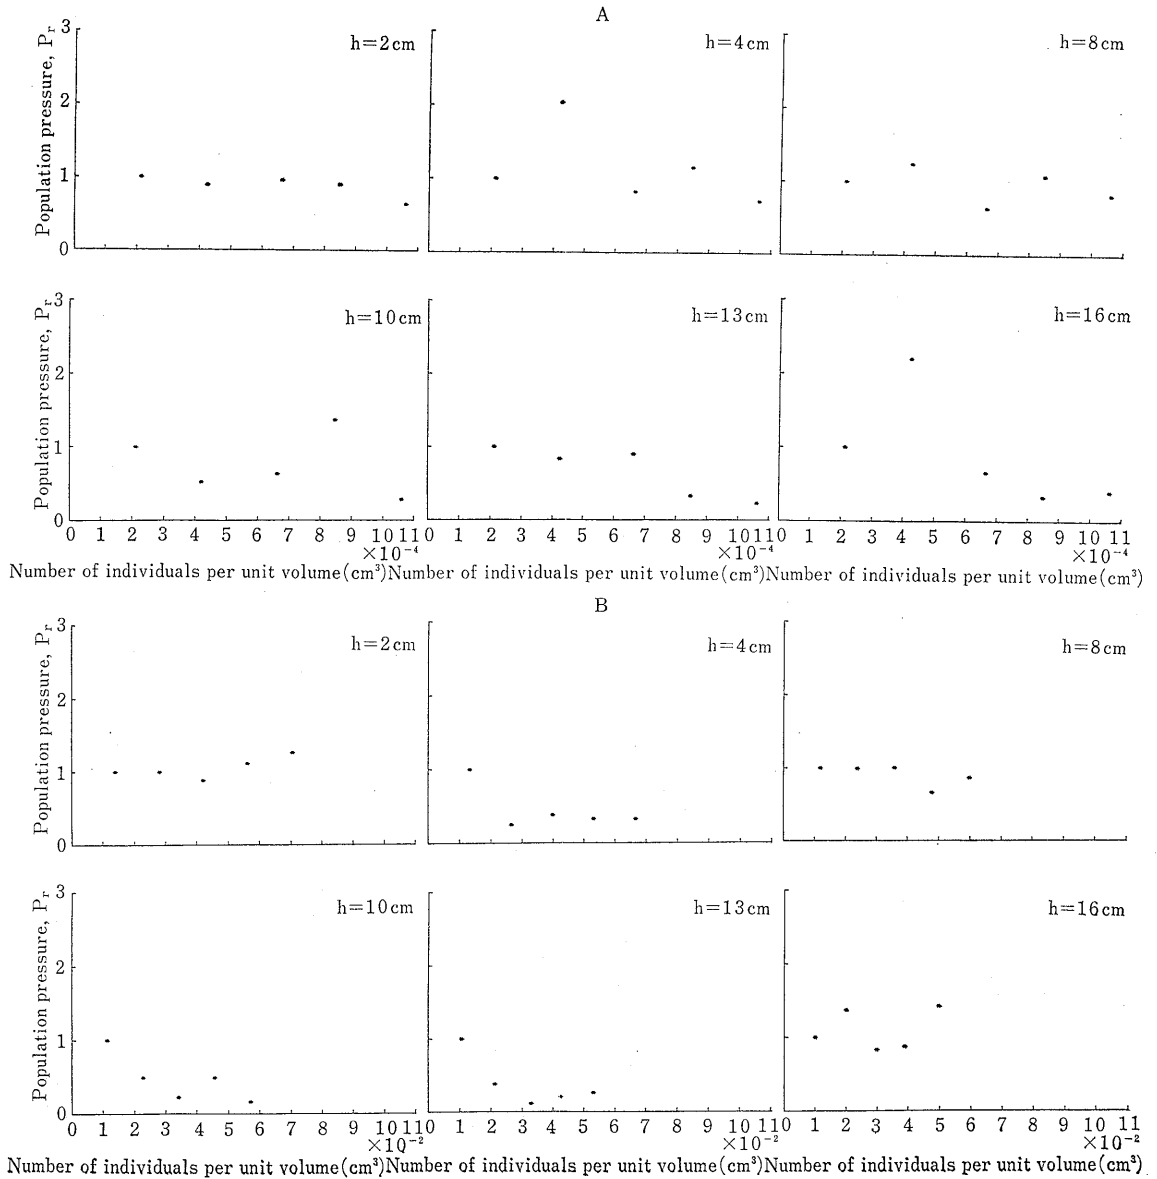 A
Population pressure, Pr
3
2
1
0
h=2cm
h=4cm
h=8cm
Population pressure, Pr
3
2
1
0
h=10cm
h=13cm
h=16cm
0 1 2 3 4 5 6 7 8 9 10 11
×10⁻⁴
0 1 2 3 4 5 6 7 8 9 10 11
×10⁻⁴
0 1 2 3 4 5 6 7 8 9 10 11
×10⁻⁴
Number of individuals per unit volume(cm³)
Number of individuals per unit volume(cm³)
Number of individuals per unit volume(cm³)
B
Population pressure, Pr
3
2
1
0
h=2cm
h=4cm
h=8cm
Population pressure, Pr
3
2
1
0
h=10cm
h=13cm
h=16cm
0 1 2 3 4 5 6 7 8 9 10 11
×10⁻²
0 1 2 3 4 5 6 7 8 9 10 11
×10⁻²
0 1 2 3 4 5 6 7 8 9 10 11
×10⁻²
Number of individuals per unit volume(cm³)
Number of individuals per unit volume(cm³)
Number of individuals per unit volume(cm³)